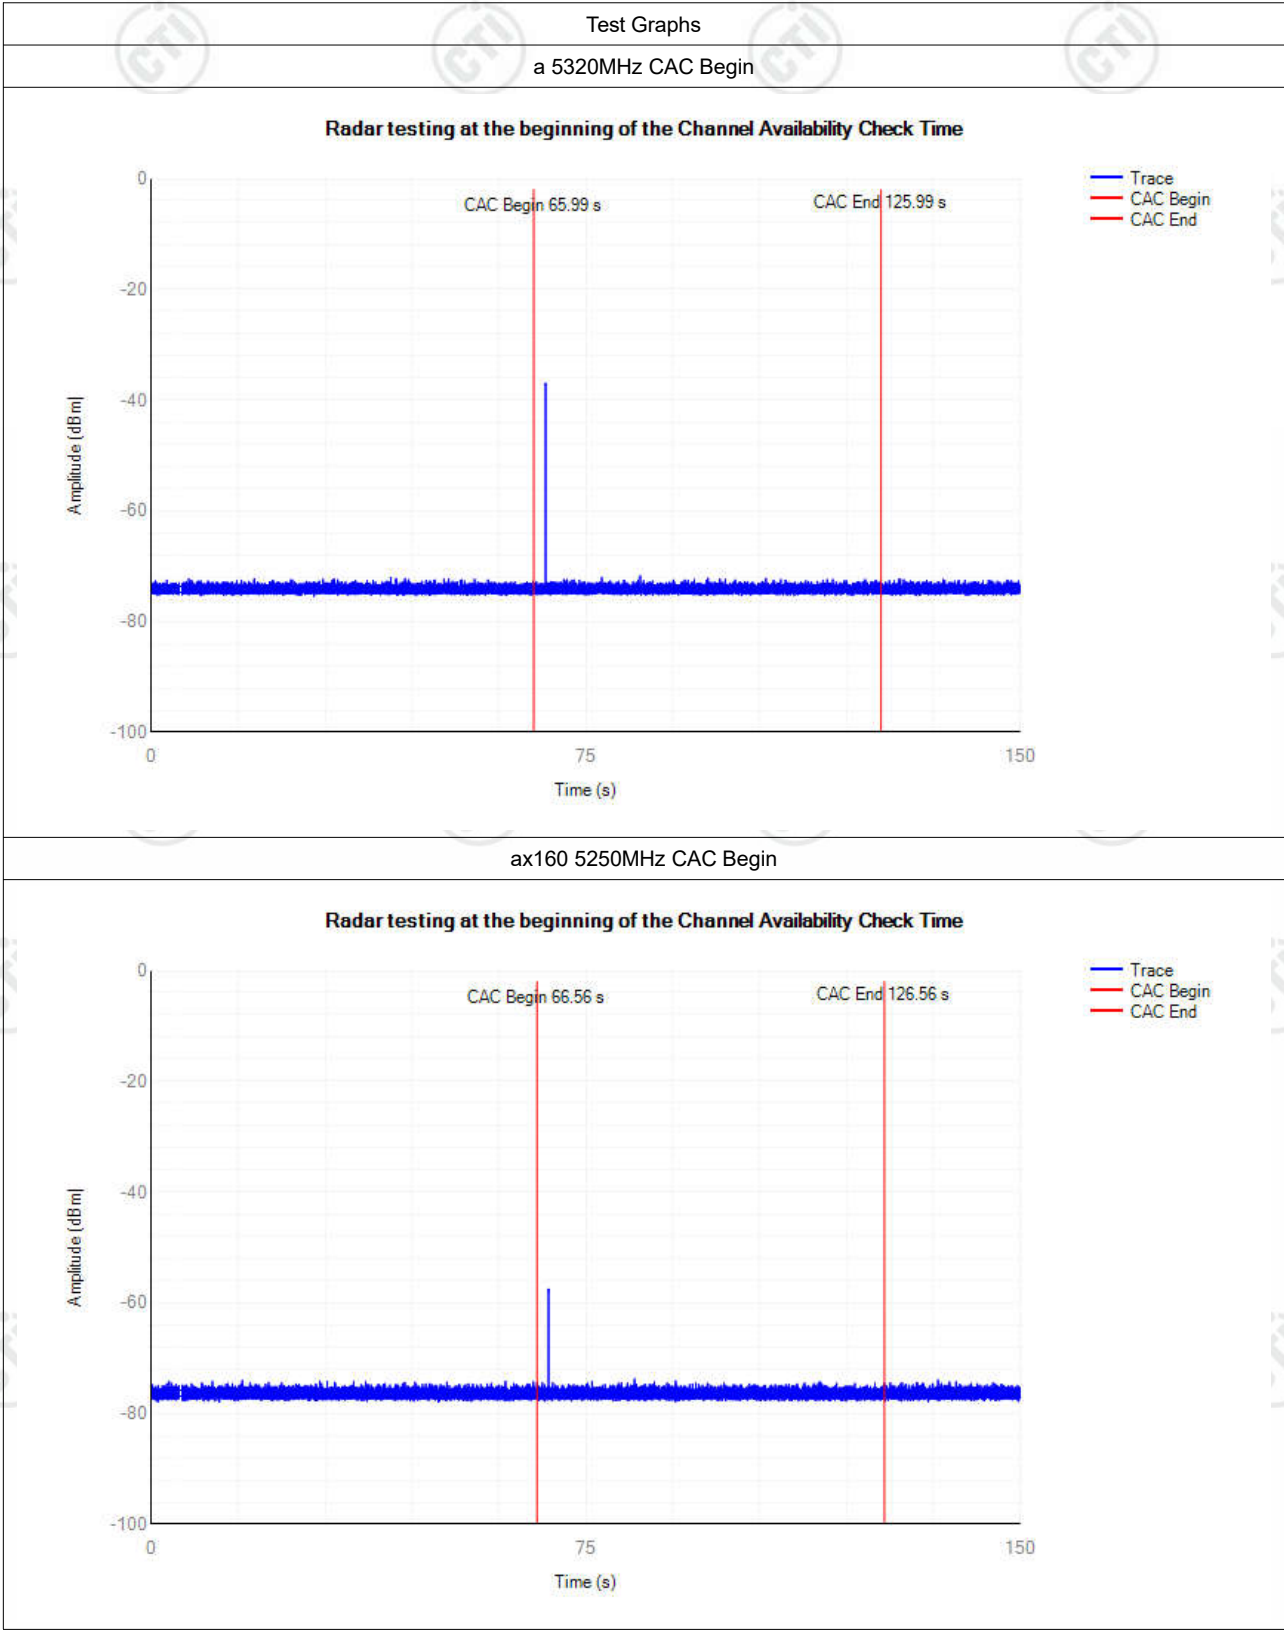 Test Graphs
a 5320MHz CAC Begin
Radar testing at the beginning of the Channel Availability Check Time
CAC Begin 65.99 s
CAC End 125.99 s
Trace
CAC Begin
CAC End
0
-20
-40
-60
-80
-100
Amplitude (dBm)
0
75
150
Time (s)
ax160 5250MHz CAC Begin
Radar testing at the beginning of the Channel Availability Check Time
CAC Begin 66.56 s
CAC End 126.56 s
Trace
CAC Begin
CAC End
0
-20
-40
-60
-80
-100
Amplitude (dBm)
0
75
150
Time (s)
CTI
CTI
CTI
CTI